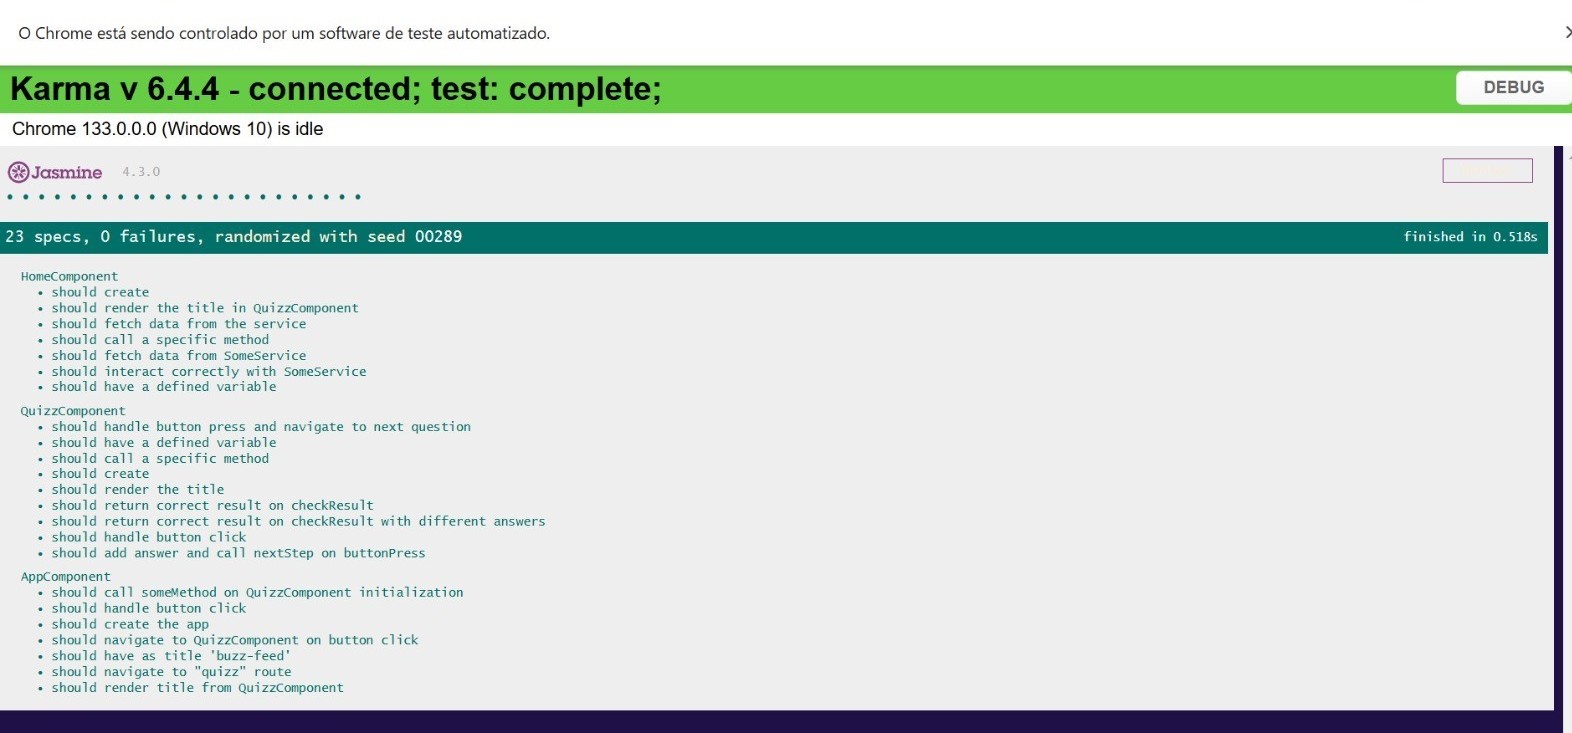 O Chrome está sendo controlado por um software de teste automatizado.
Karma v 6.4.4 - connected; test: complete;
DEBUG
Chrome 133.0.0.0 (Windows 10) is idle
Jasmine 4.3.0
23 specs, 0 failures, randomized with seed 00289
finished in 0.518s
HomeComponent
• should create
• should render the title in QuizzComponent
• should fetch data from the service
• should call a specific method
• should fetch data from SomeService
• should interact correctly with SomeService
• should have a defined variable
QuizzComponent
• should handle button press and navigate to next question
• should have a defined variable
• should call a specific method
• should create
• should render the title
• should return correct result on checkResult
• should return correct result on checkResult with different answers
• should handle button click
• should add answer and call nextStep on buttonPress
AppComponent
• should call someMethod on QuizzComponent initialization
• should handle button click
• should create the app
• should navigate to QuizzComponent on button click
• should have as title 'buzz-feed'
• should navigate to "quizz" route
• should render title from QuizzComponent